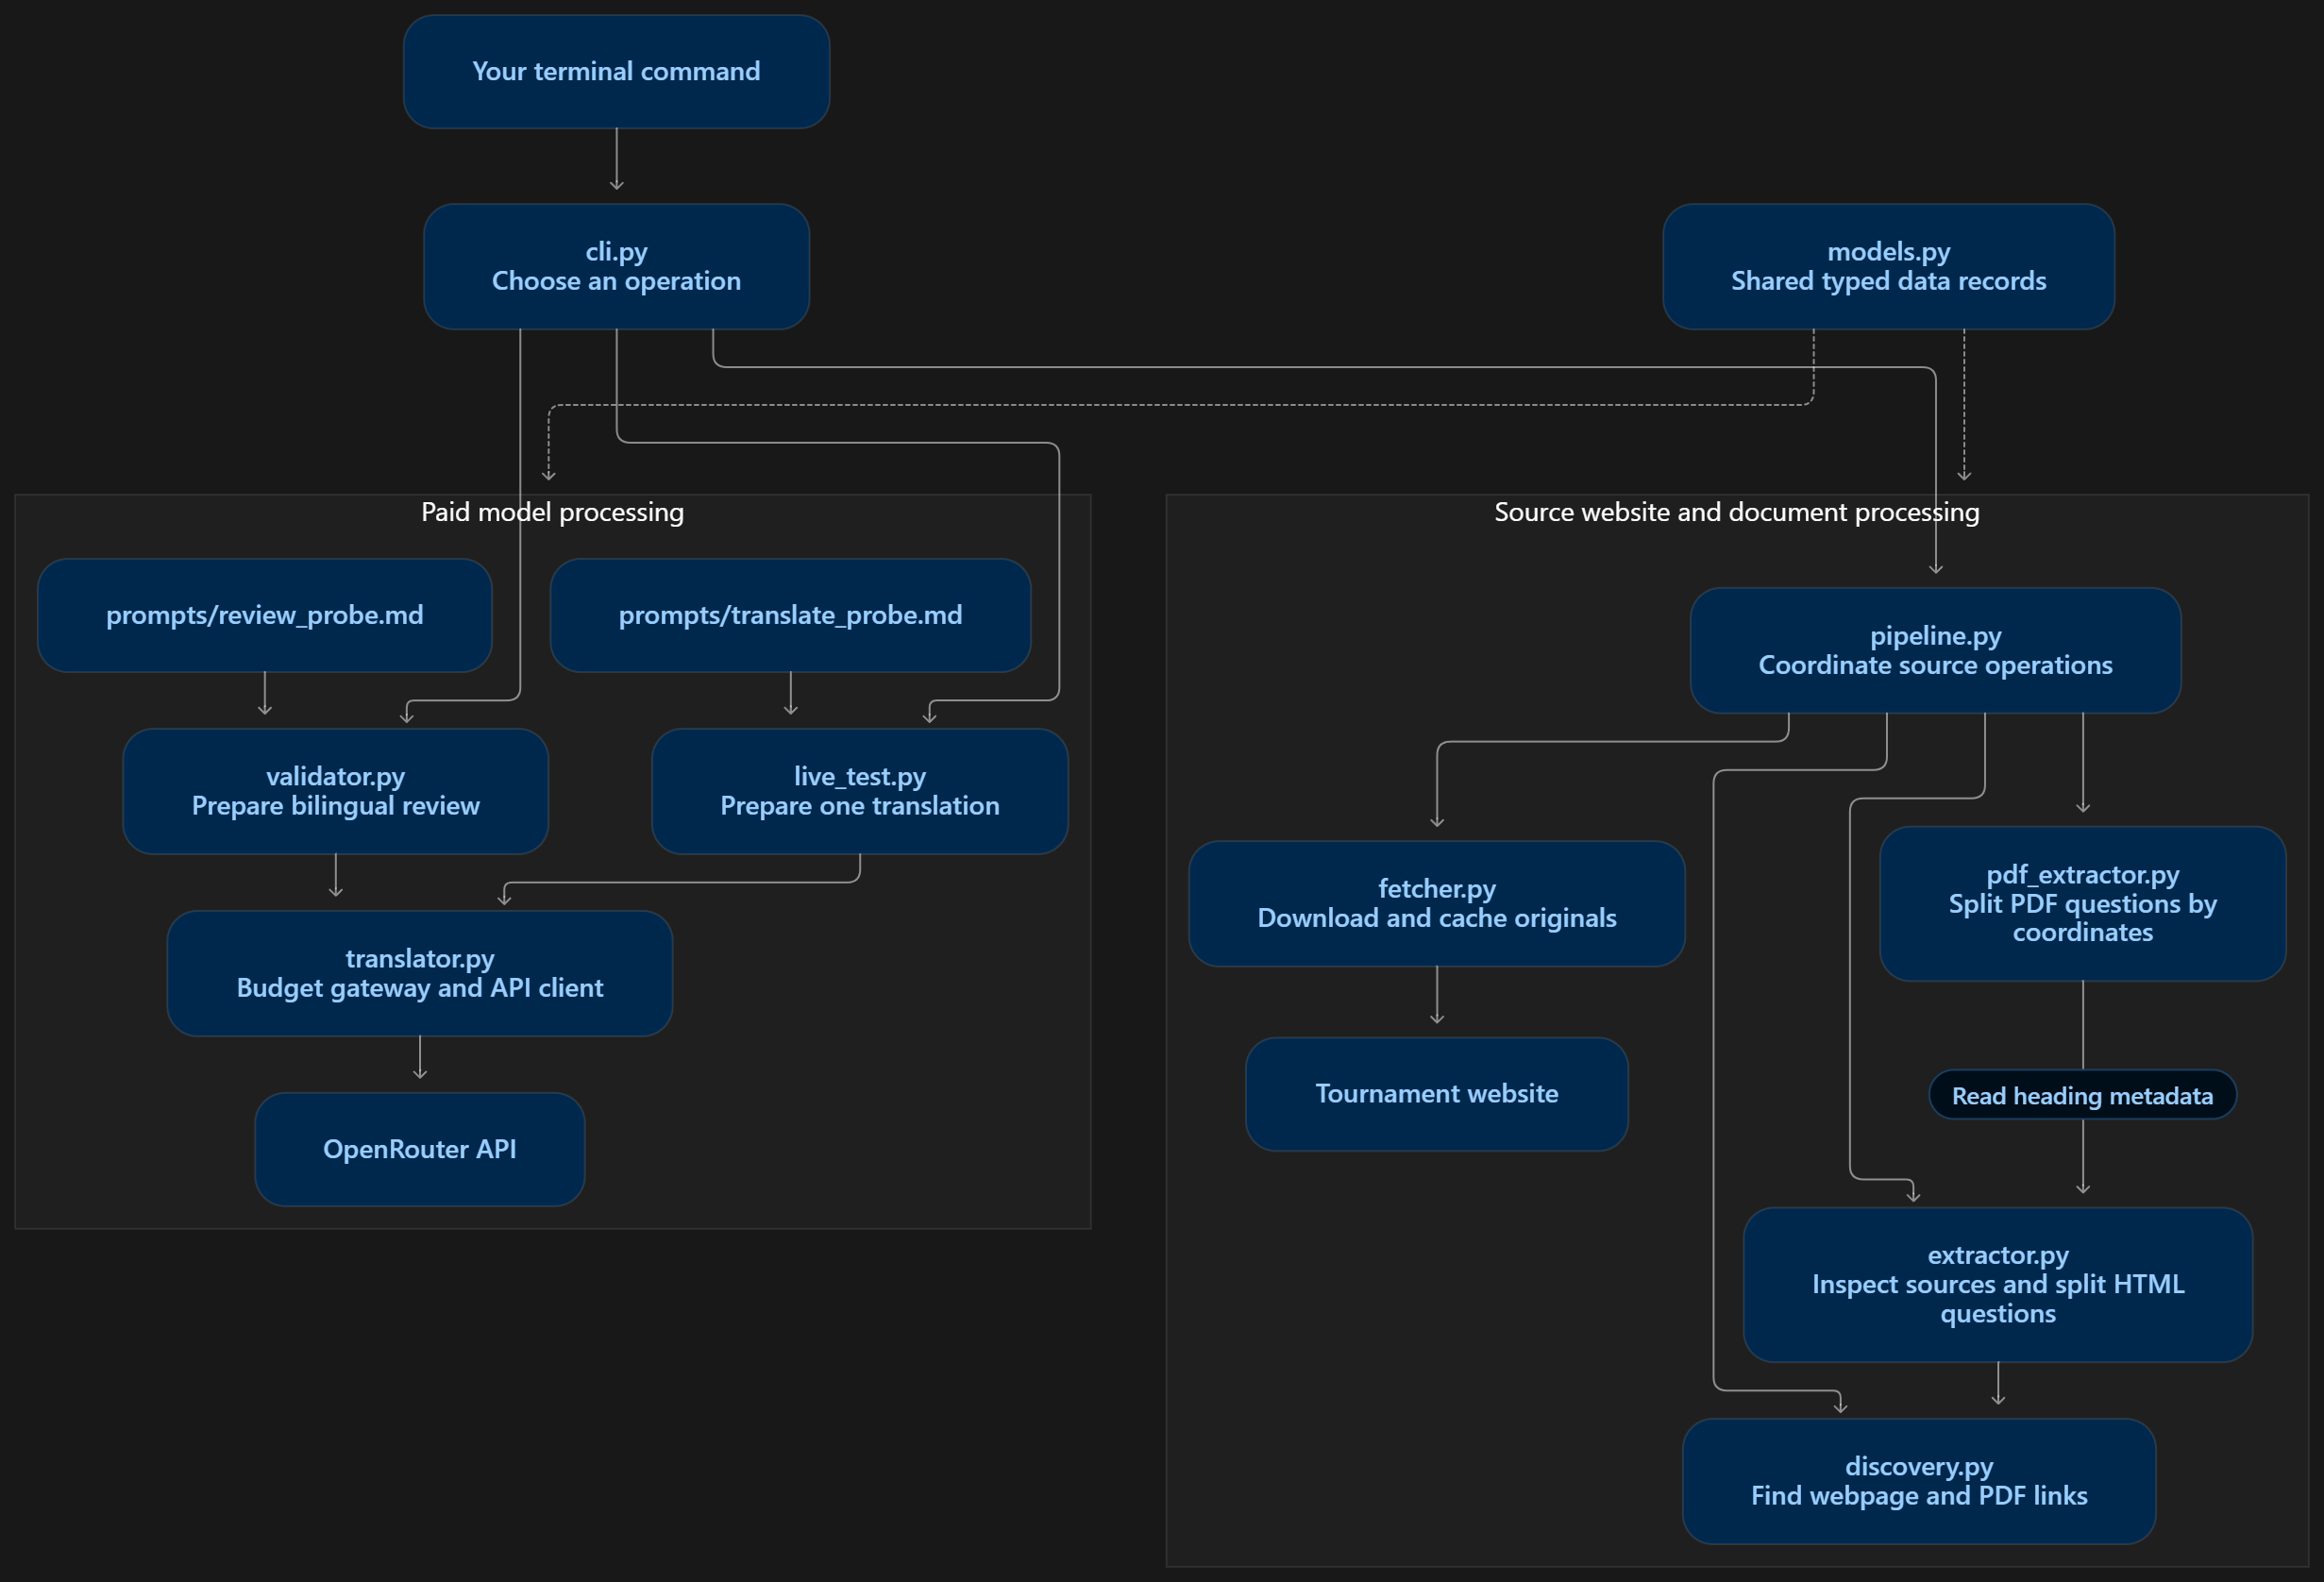 Your terminal command
cli.py
Choose an operation
models.py
Shared typed data records
Paid model processing
prompts/review_probe.md
prompts/translate_probe.md
validator.py
Prepare bilingual review
live_test.py
Prepare one translation
translator.py
Budget gateway and API client
OpenRouter API
Source website and document processing
pipeline.py
Coordinate source operations
fetcher.py
Download and cache originals
pdf_extractor.py
Split PDF questions by
coordinates
Tournament website
Read heading metadata
extractor.py
Inspect sources and split HTML
questions
discovery.py
Find webpage and PDF links